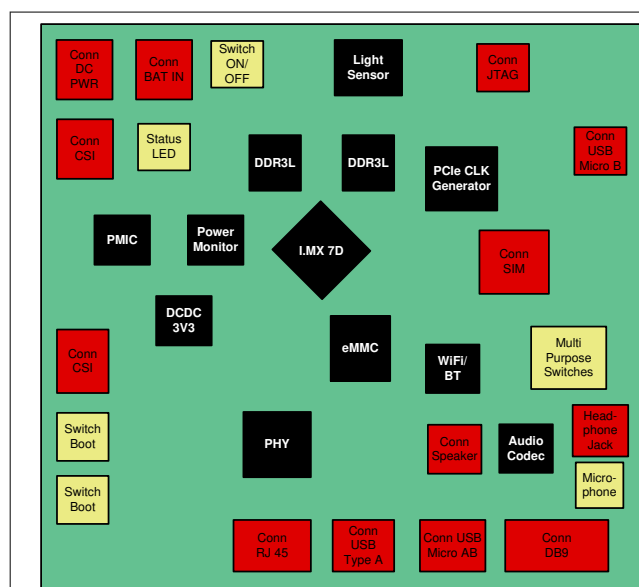 Conn
DC
PWR
Conn
BAT IN
Switch
ON/
OFF
Light
Sensor
Conn
JTAG
Conn
CSI
Status
LED
DDR3L
DDR3L
PCIe CLK
Generator
Conn
USB
Micro B
PMIC
Power
Monitor
I.MX 7D
Conn
SIM
DCDC
3V3
Conn
CSI
eMMC
WiFi/
BT
Multi
Purpose
Switches
Switch
Boot
PHY
Conn
Speaker
Audio
Codec
Head-
phone
Jack
Switch
Boot
Micro-
phone
Conn
RJ 45
Conn
USB
Type A
Conn USB
Micro AB
Conn
DB9